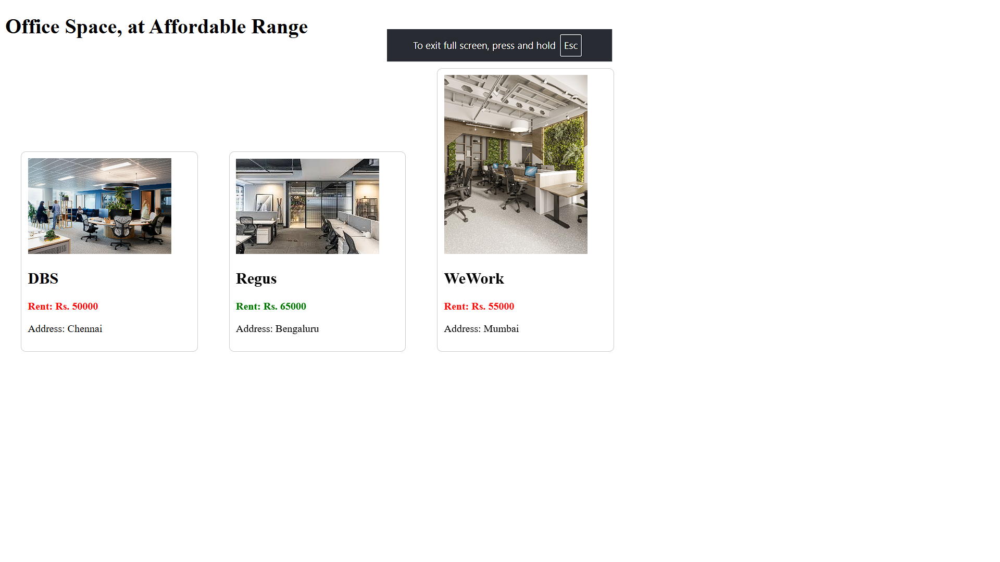 Office Space, at Affordable Range
To exit full screen, press and hold Esc
DBS
Rent: Rs. 50000
Address: Chennai
Regus
Rent: Rs. 65000
Address: Bengaluru
WeWork
Rent: Rs. 55000
Address: Mumbai